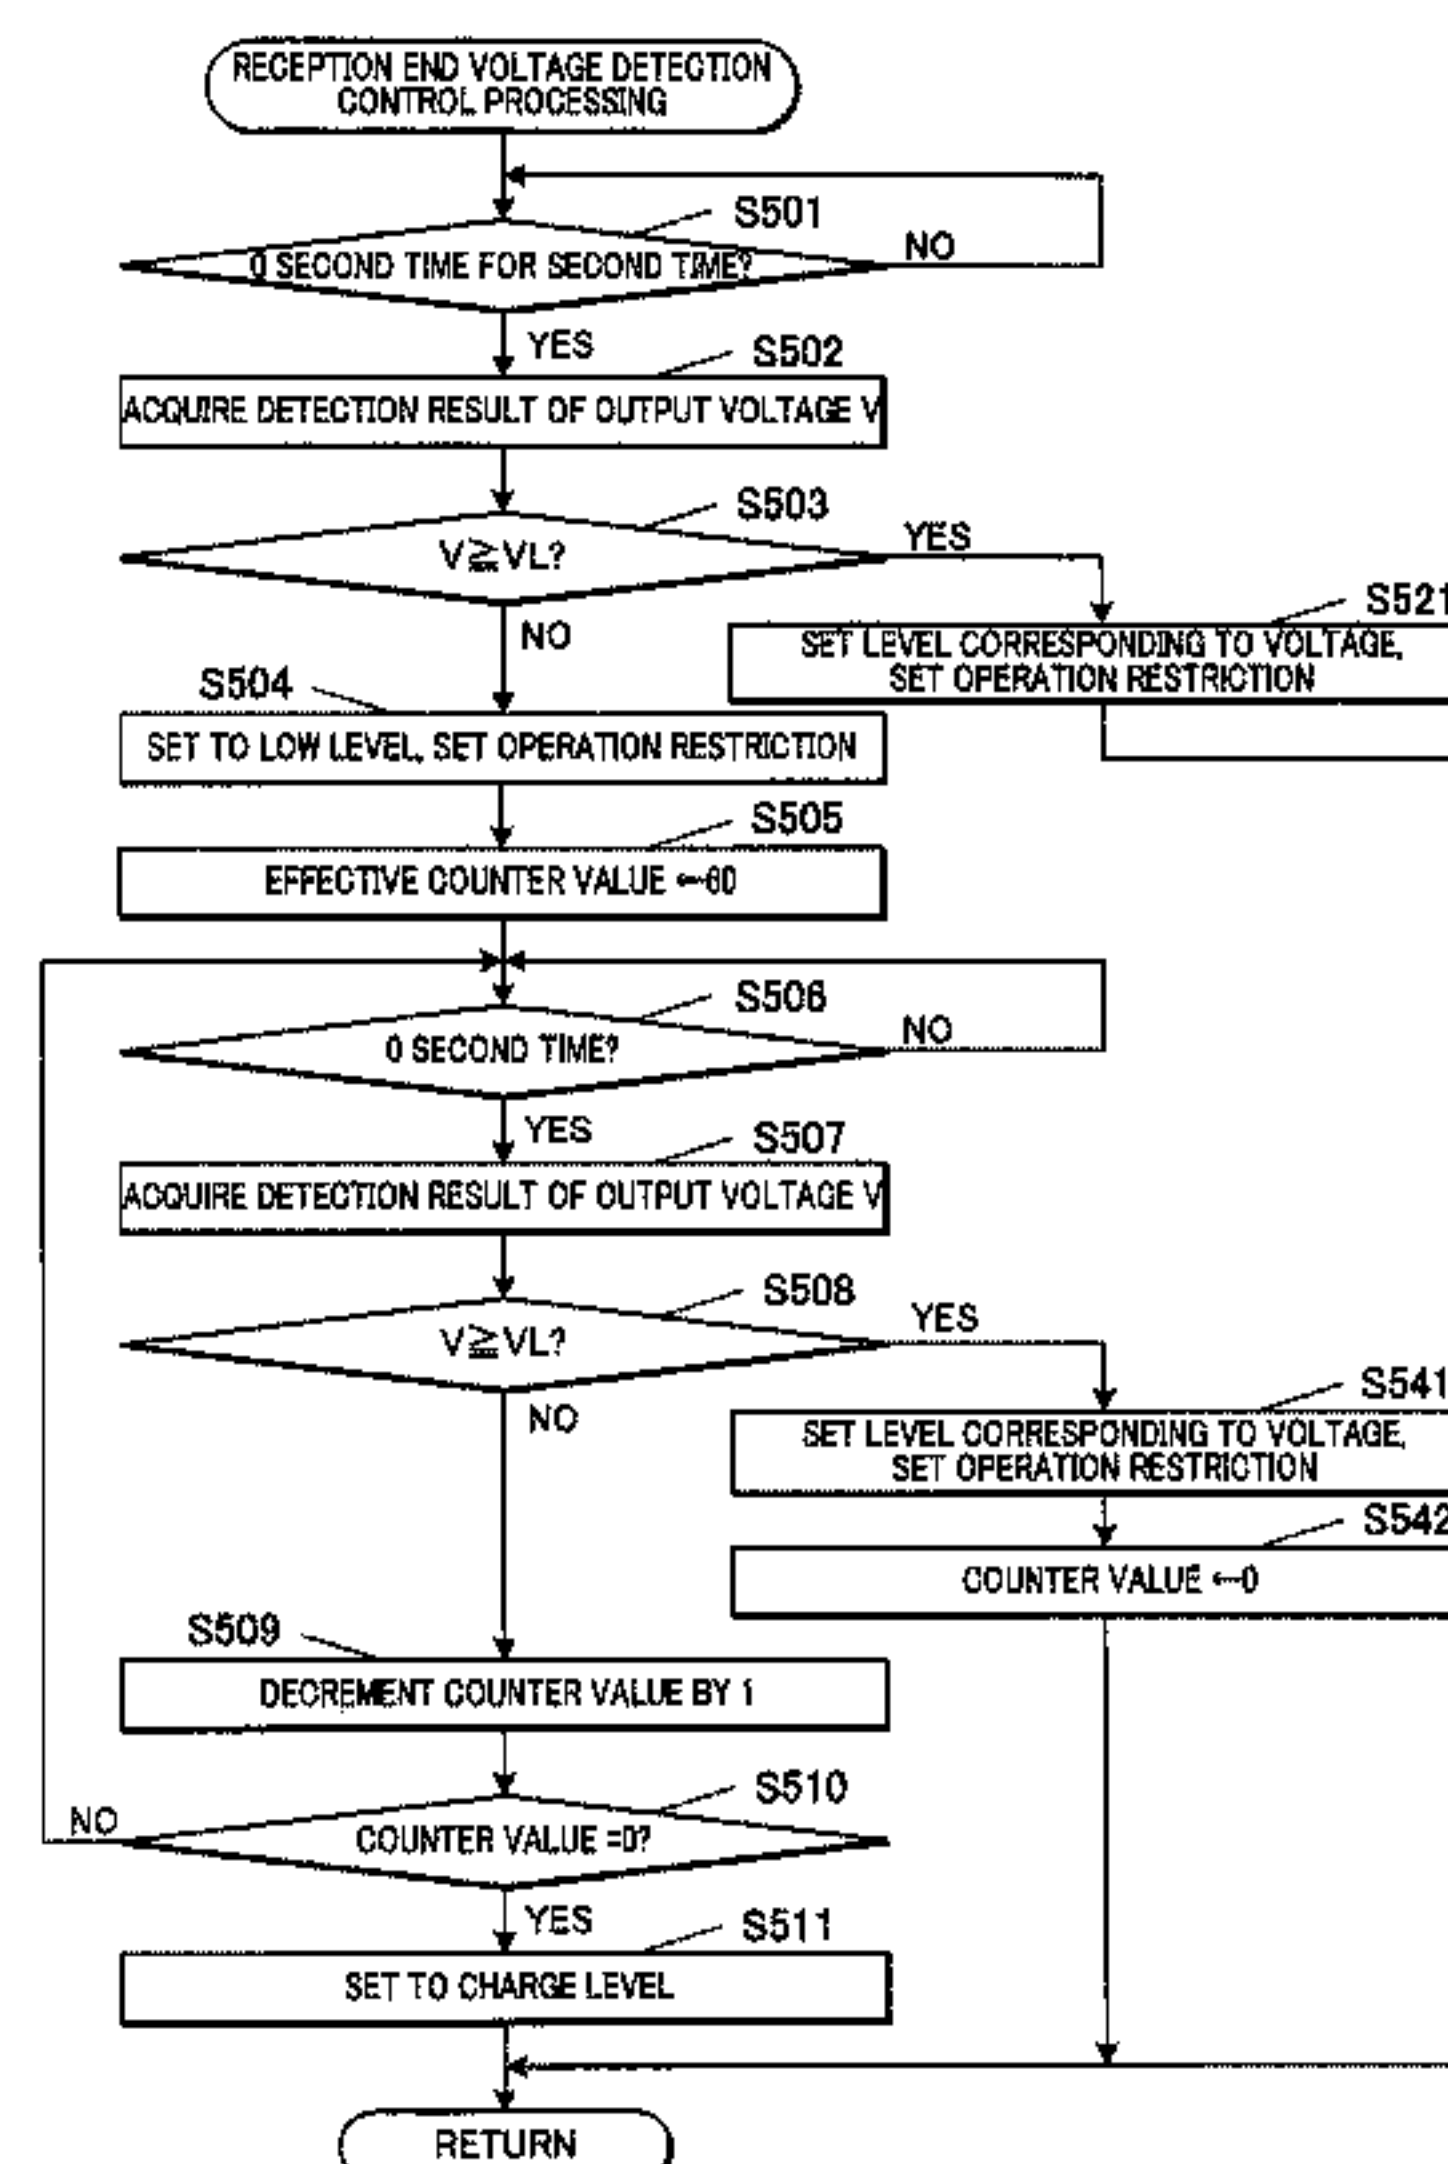 RECEPTION END VOLTAGE DETECTION
CONTROL PROCESSING
S501
0 SECOND TIME FOR SECOND TIME?
NO
YES
S502
ACQUIRE DETECTION RESULT OF OUTPUT VOLTAGE V
S503
V≧VL?
YES
NO
S521
SET LEVEL CORRESPONDING TO VOLTAGE,
SET OPERATION RESTRICTION
S504
SET TO LOW LEVEL, SET OPERATION RESTRICTION
S505
EFFECTIVE COUNTER VALUE ←60
S506
0 SECOND TIME?
NO
YES
S507
ACQUIRE DETECTION RESULT OF OUTPUT VOLTAGE V
S508
V≧VL?
YES
NO
S541
SET LEVEL CORRESPONDING TO VOLTAGE,
SET OPERATION RESTRICTION
S542
COUNTER VALUE ←0
S509
DECREMENT COUNTER VALUE BY 1
S510
NO
COUNTER VALUE =0?
YES
S511
SET TO CHARGE LEVEL
RETURN